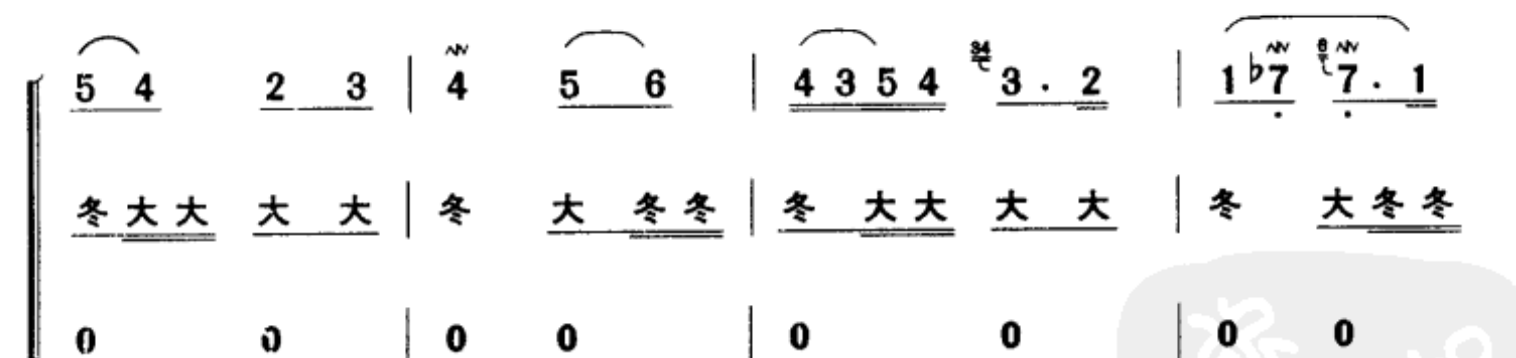 5 4 2 3 | 4 5 6 | 4 3 5 4 34 3 . 2 | 1 ♭7 6 7 . 1
冬 大 大 大 大 | 冬 大 冬 冬 | 冬 大 大 大 大 | 冬 大 冬 冬
0 0 | 0 0 | 0 0 | 0 0